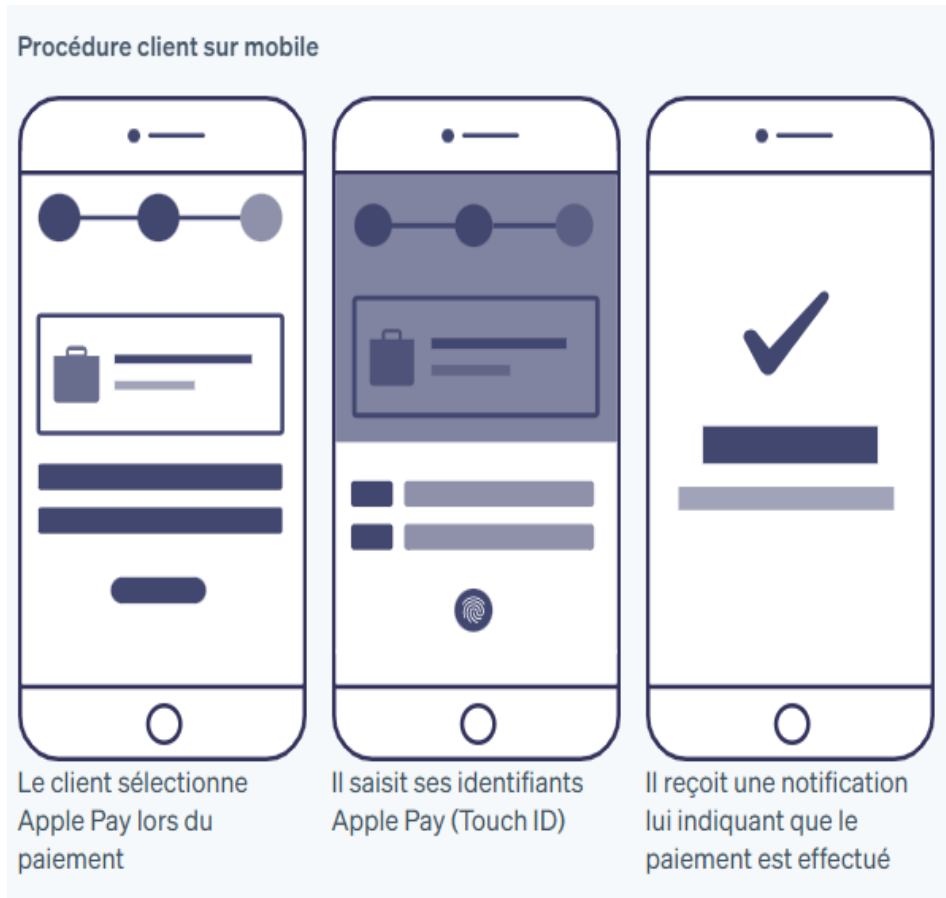 Procédure client sur mobile
Le client sélectionne
Apple Pay lors du
paiement
Il saisit ses identifiants
Apple Pay (Touch ID)
Il reçoit une notification
lui indiquant que le
paiement est effectué